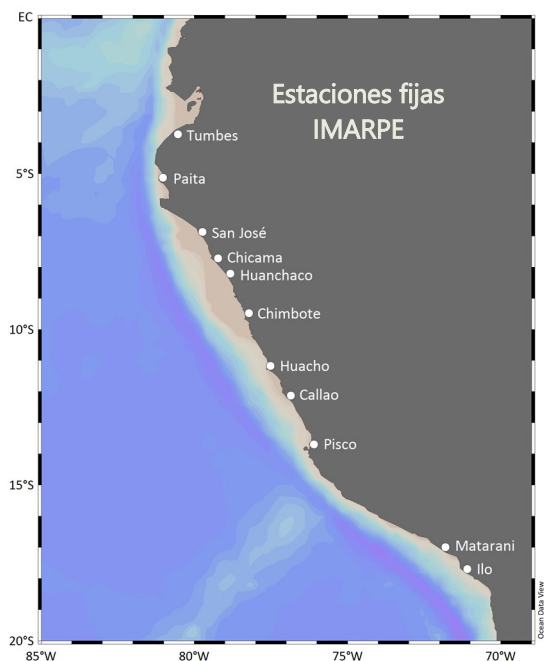 EC
Estaciones fijas
IMARPE
Tumbes
5°S
Paita
San José
Chicama
Huanchaco
Chimbote
10°S
Huacho
Callao
Pisco
15°S
Matarani
Ilo
20°S
85°W
80°W
75°W
70°W
Ocean Data View